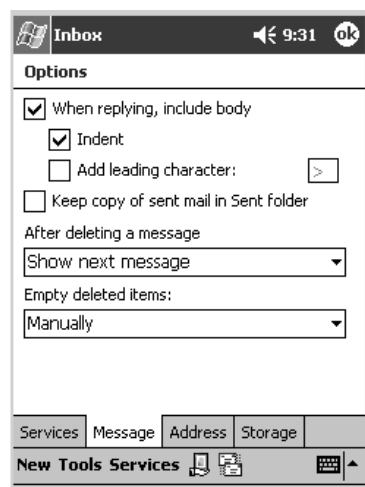 Inbox 9:31 ok
Options
When replying, include body
Indent
Add leading character: >
Keep copy of sent mail in Sent folder
After deleting a message
Show next message
Empty deleted items:
Manually
Services Message Address Storage
New Tools Services